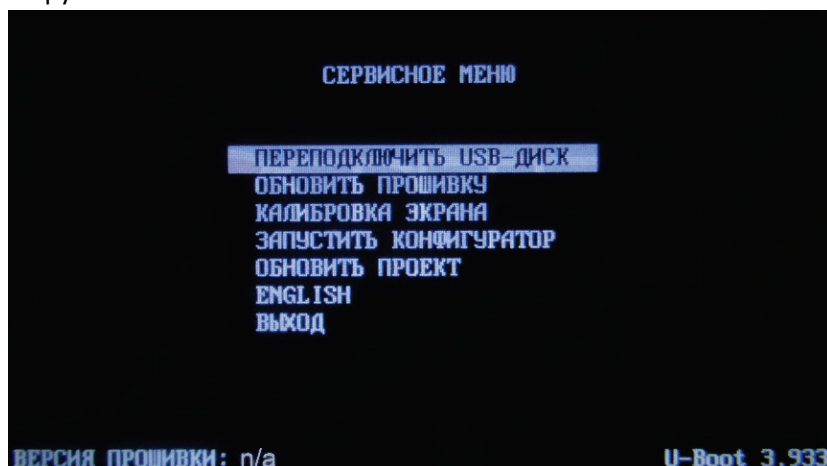 СЕРВИСНОЕ МЕНЮ
ПЕРЕПОДКЛЮЧИТЬ USB-ДИСК
ОБНОВИТЬ ПРОШИВКУ
КАЛИБРОВКА ЭКРАНА
ЗАПУСТИТЬ КОНФИГУРАТОР
ОБНОВИТЬ ПРОЕКТ
ENGLISH
ВЫХОД
ВЕРСИЯ ПРОШИВКИ: n/a
U-Boot 3.933